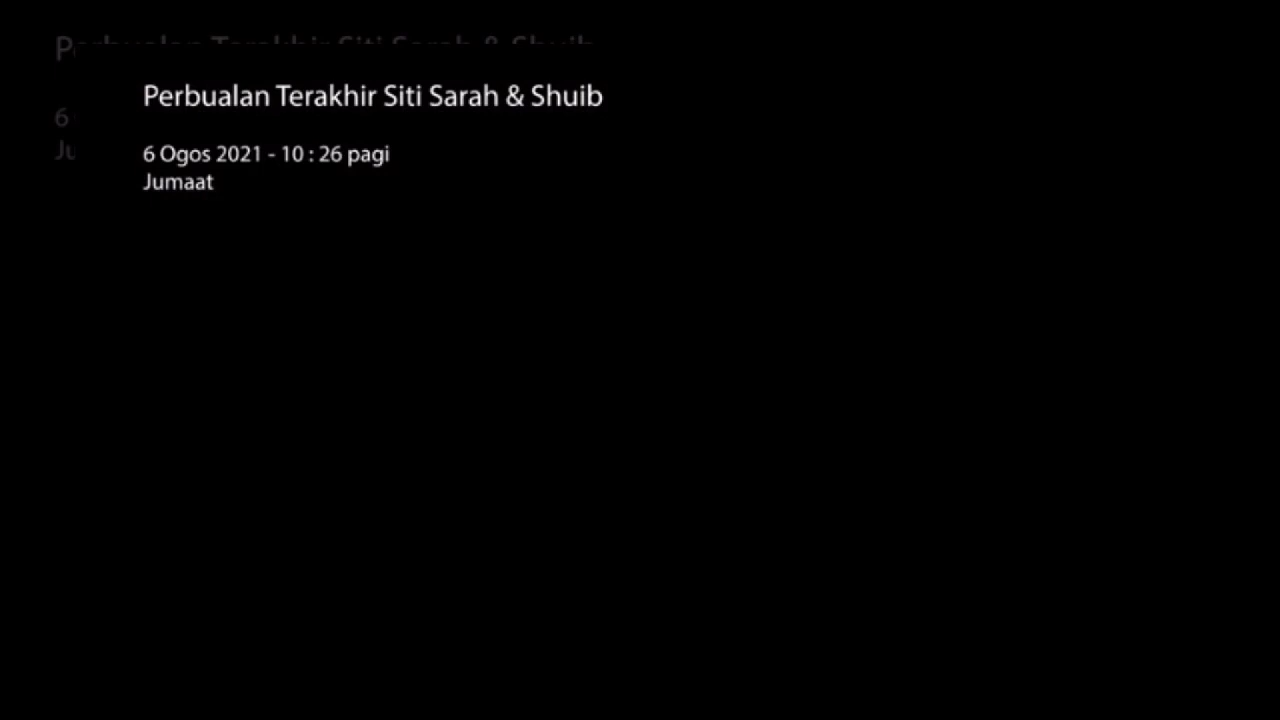 Perbualan Terakhir Siti Sarah & Shuib
6 Ogos 2021 - 10 : 26 pagi
Jumaat